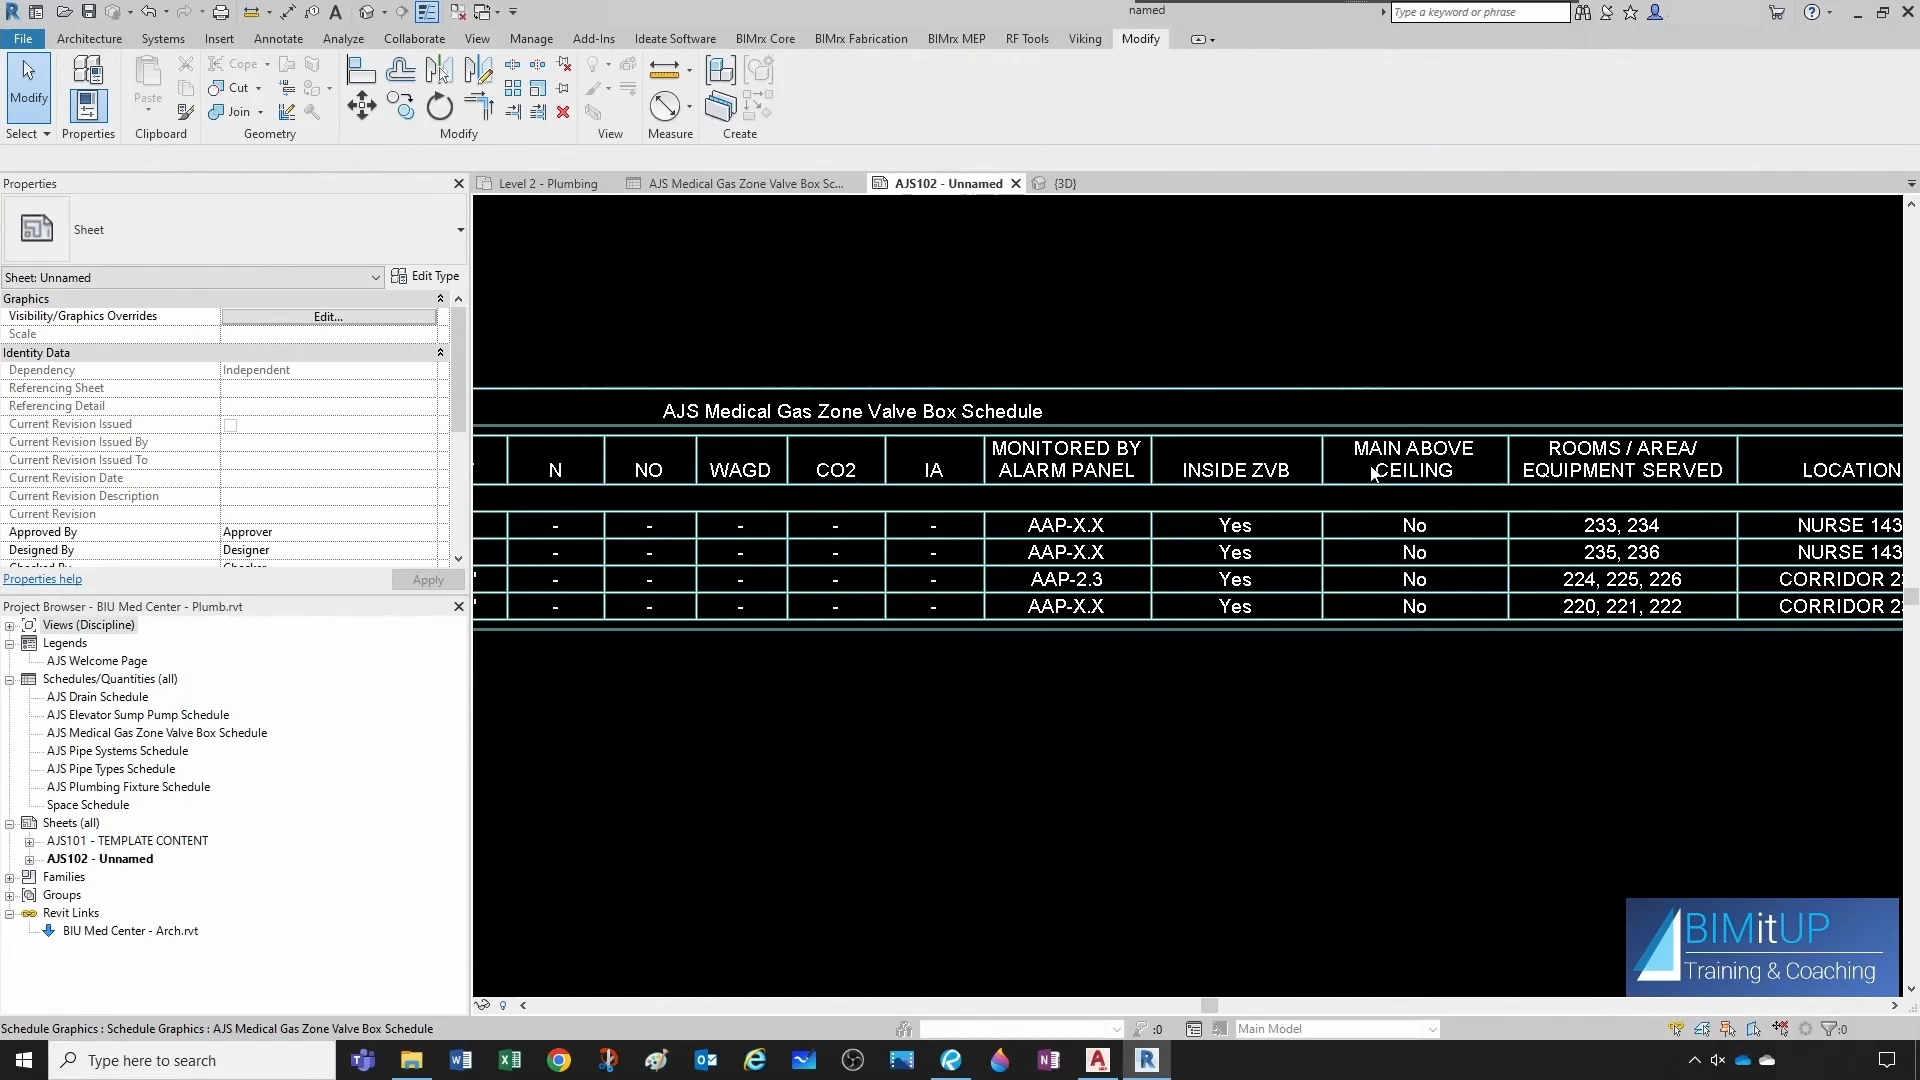 named
Type a keyword or phrase
File Architecture Systems Insert Annotate Analyze Collaborate View Manage Add-Ins Ideate Software BIMrx Core BIMrx Fabrication BIMrx MEP RF Tools Viking Modify
Modify
Paste
Cope
Cut
Join
Select Properties Clipboard Geometry Modify View Measure Create
Properties
Level 2 - Plumbing
AJS Medical Gas Zone Valve Box Sc...
AJS102 - Unnamed
{3D}
Sheet
Sheet: Unnamed
Edit Type
Graphics
Visibility/Graphics Overrides Edit...
Scale
Identity Data
Dependency Independent
Referencing Sheet
Referencing Detail
Current Revision Issued
Current Revision Issued By
Current Revision Issued To
Current Revision Date
Current Revision Description
Current Revision
Approved By Approver
Designed By Designer
Properties help
Apply
AJS Medical Gas Zone Valve Box Schedule
N NO WAGD CO2 IA MONITORED BY ALARM PANEL INSIDE ZVB MAIN ABOVE CEILING ROOMS / AREA/ EQUIPMENT SERVED LOCATION
- - - - - AAP-X.X Yes No 233, 234 NURSE 143
- - - - - AAP-X.X Yes No 235, 236 NURSE 143
- - - - - AAP-2.3 Yes No 224, 225, 226 CORRIDOR 2
- - - - - AAP-X.X Yes No 220, 221, 222 CORRIDOR 2
Project Browser - BIU Med Center - Plumb.rvt
Views (Discipline)
Legends
AJS Welcome Page
Schedules/Quantities (all)
AJS Drain Schedule
AJS Elevator Sump Pump Schedule
AJS Medical Gas Zone Valve Box Schedule
AJS Pipe Systems Schedule
AJS Pipe Types Schedule
AJS Plumbing Fixture Schedule
Space Schedule
Sheets (all)
AJS101 - TEMPLATE CONTENT
AJS102 - Unnamed
Families
Groups
Revit Links
BIU Med Center - Arch.rvt
BIMitUP
Training & Coaching
Schedule Graphics : Schedule Graphics : AJS Medical Gas Zone Valve Box Schedule
:0
Main Model
:0
Type here to search